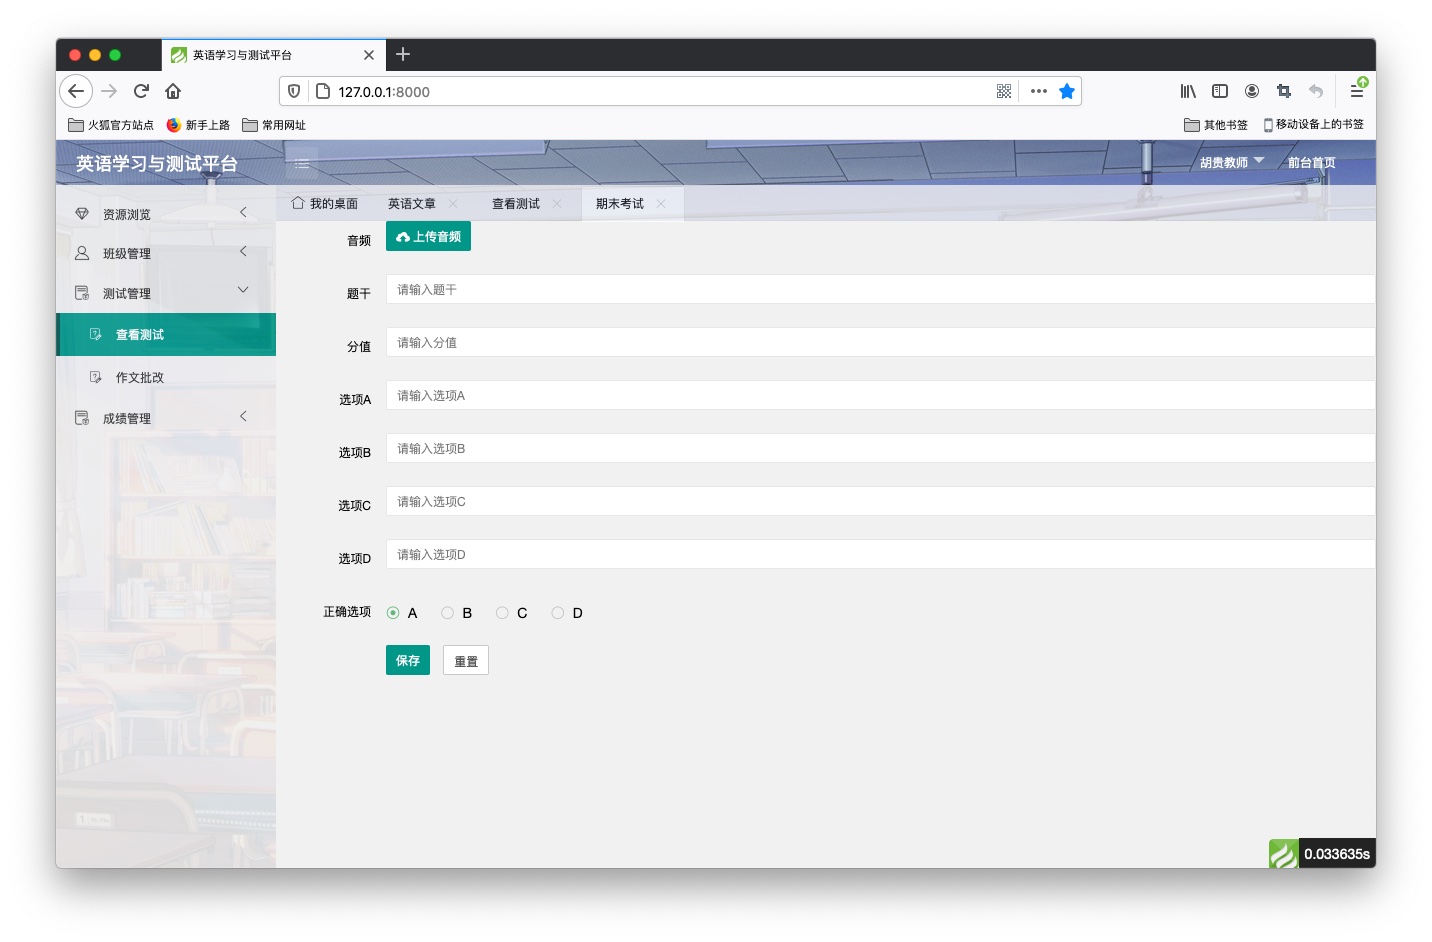 英语学习与测试平台
127.0.0.1:8000
火狐官方站点 新手上路 常用网址 其他书签 移动设备上的书签
英语学习与测试平台 胡贵教师 前台首页
我的桌面 英语文章 查看测试 期末考试
资源浏览
班级管理
测试管理
查看测试
作文批改
成绩管理
音频 上传音频
题干 请输入题干
分值 请输入分值
选项A 请输入选项A
选项B 请输入选项B
选项C 请输入选项C
选项D 请输入选项D
正确选项 A B C D
保存 重置
0.033635s